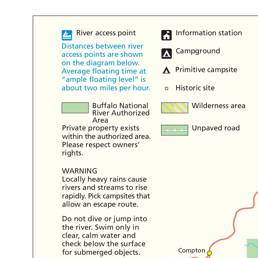 River access point
Distances between river
access points are shown
on the diagram below.
Average floating time at
"ample floating level" is
about two miles per hour.
Buffalo National
River Authorized
Area
Private property exists
within the authorized area.
Please respect owners'
rights.
WARNING
Locally heavy rains cause
rivers and streams to rise
rapidly. Pick campsites that
allow an escape route.
Do not dive or jump into
the river. Swim only in
clear, calm water and
check below the surface
for submerged objects.
Information station
Campground
Primitive campsite
Historic site
Wilderness area
Unpaved road
Compton